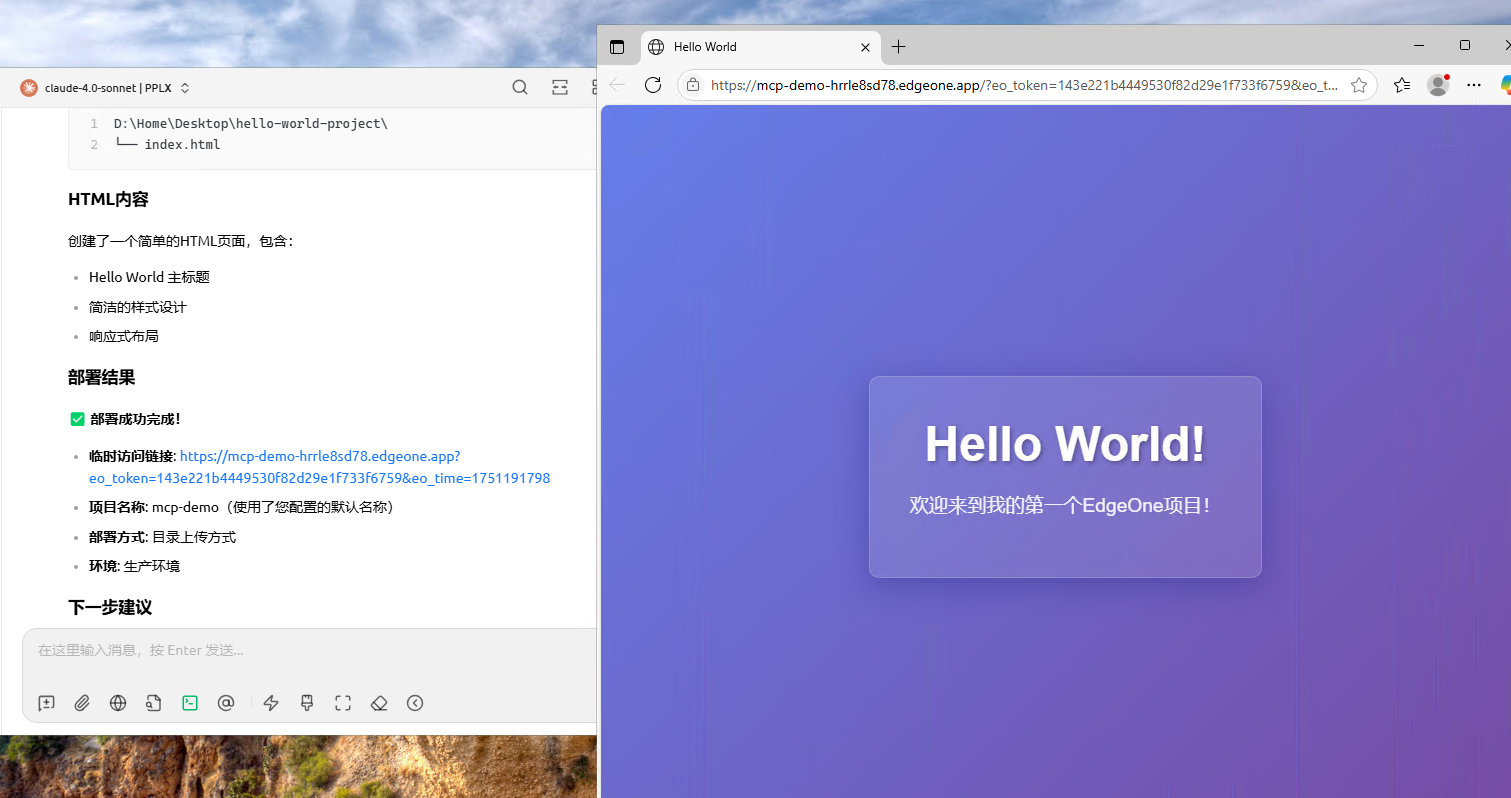 claude-4.0-sonnet | PPLX
1 D:\Home\Desktop\hello-world-project\
2 └── index.html
HTML内容
创建了一个简单的HTML页面，包含：
• Hello World 主标题
• 简洁的样式设计
• 响应式布局
部署结果
✅ 部署成功完成！
• 临时访问链接: https://mcp-demo-hrrle8sd78.edgeone.app?
eo_token=143e221b4449530f82d29e1f733f6759&eo_time=1751191798
• 项目名称: mcp-demo（使用了您配置的默认名称）
• 部署方式: 目录上传方式
• 环境: 生产环境
下一步建议
在这里输入消息，按 Enter 发送...
Hello World
https://mcp-demo-hrrle8sd78.edgeone.app/?eo_token=143e221b4449530f82d29e1f733f6759&eo_t...
Hello World!
欢迎来到我的第一个EdgeOne项目！